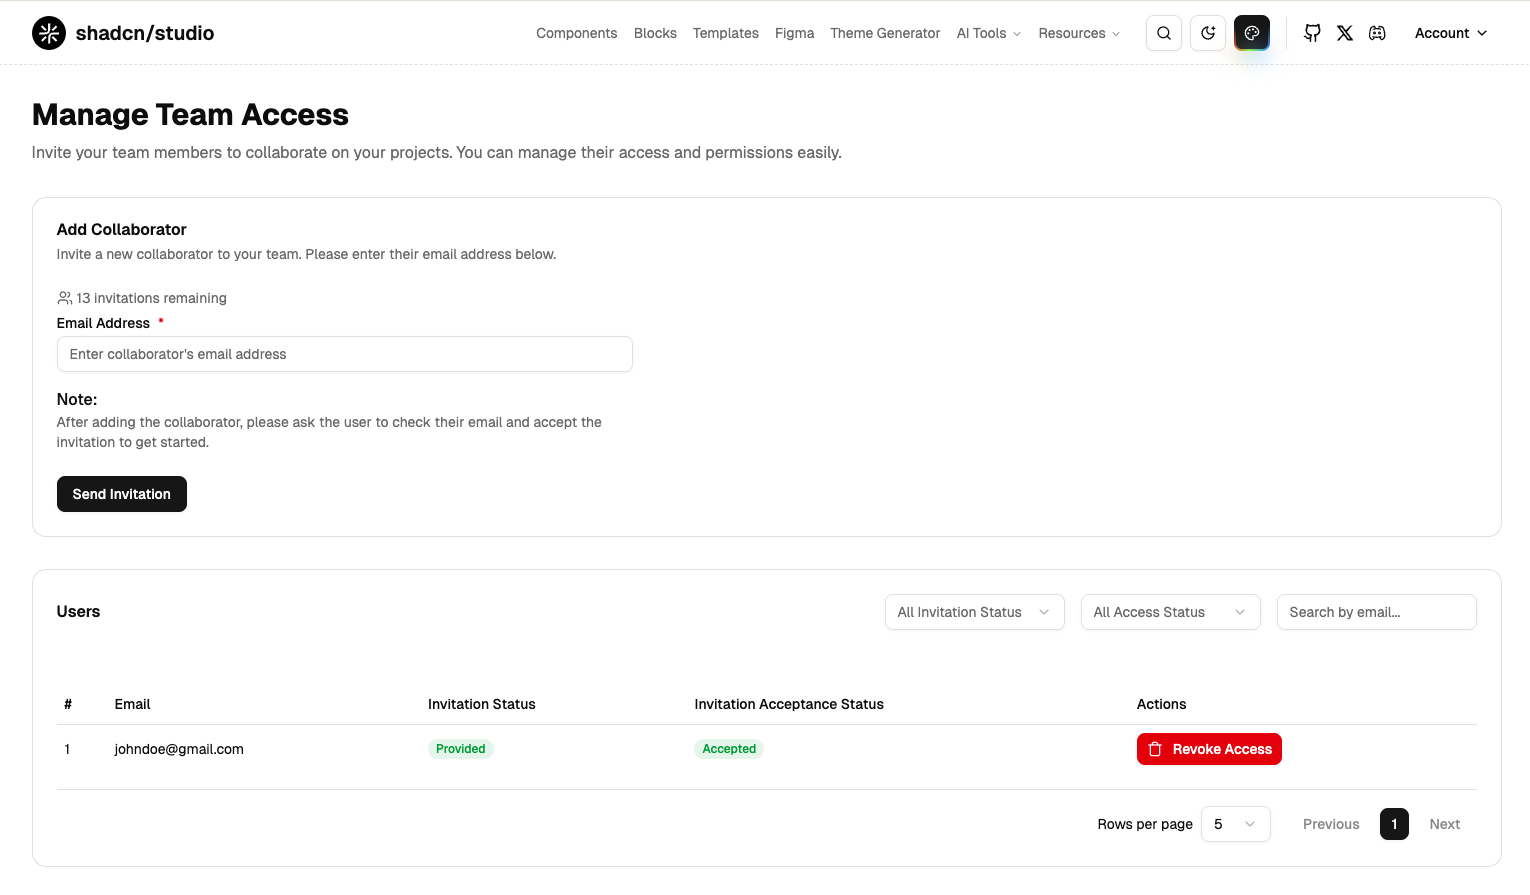 shadcn/studio
Components Blocks Templates Figma Theme Generator AI Tools Resources Account
Manage Team Access
Invite your team members to collaborate on your projects. You can manage their access and permissions easily.
Add Collaborator
Invite a new collaborator to your team. Please enter their email address below.
13 invitations remaining
Email Address *
Enter collaborator's email address
Note:
After adding the collaborator, please ask the user to check their email and accept the
invitation to get started.
Send Invitation
Users All Invitation Status All Access Status Search by email...
# Email Invitation Status Invitation Acceptance Status Actions
1 johndoe@gmail.com Provided Accepted Revoke Access
Rows per page 5 Previous 1 Next